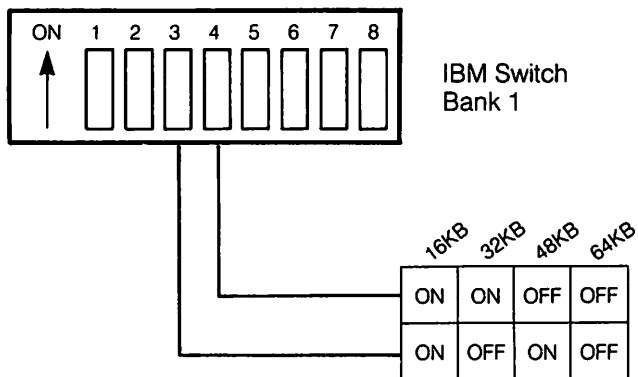 ON 1 2 3 4 5 6 7 8
IBM Switch
Bank 1
16KB 32KB 48KB 64KB
ON ON OFF OFF
ON OFF ON OFF